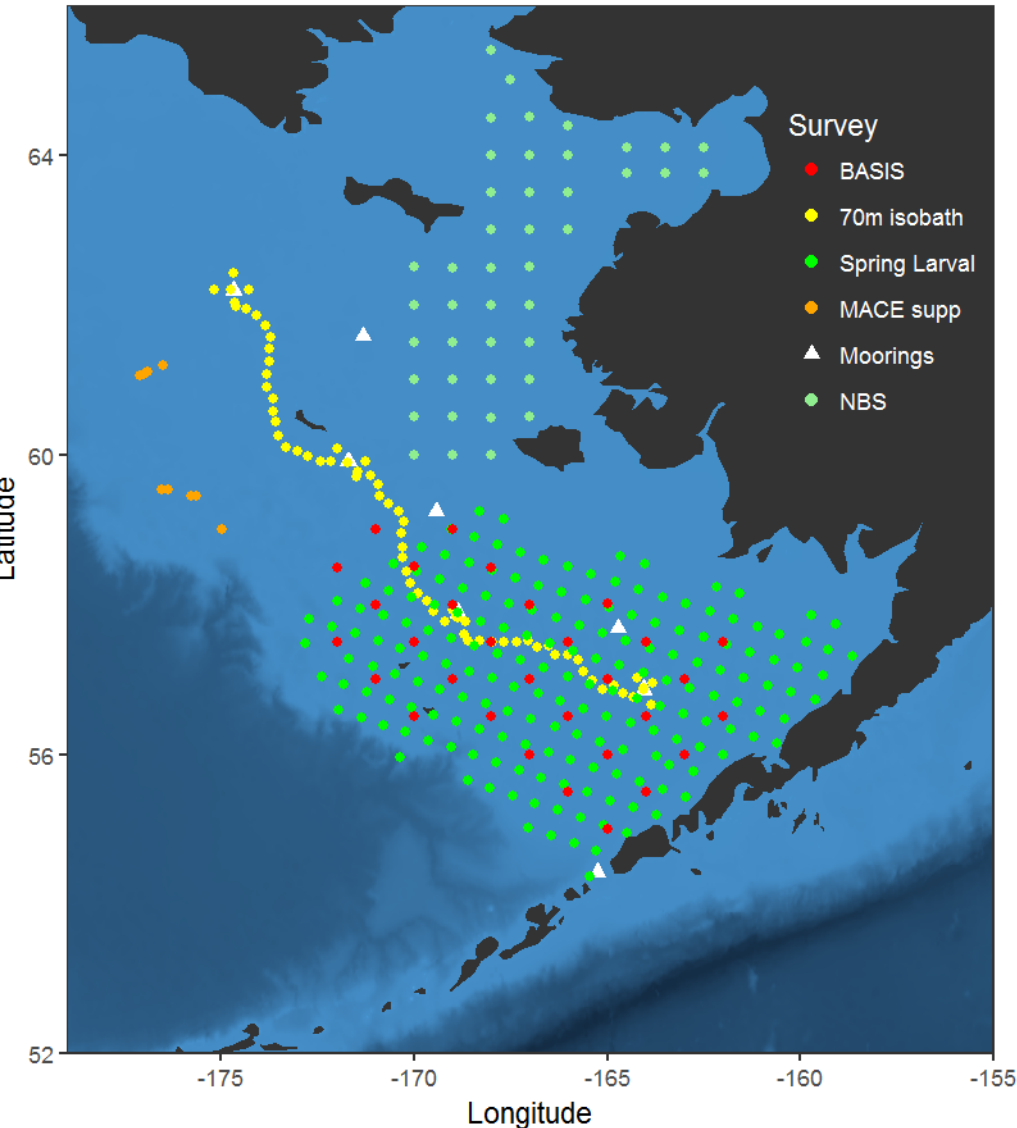 Survey
BASIS
70m isobath
Spring Larval
MACE supp
Moorings
NBS
64
60
56
52
Latitude
-175
-170
-165
-160
-155
Longitude